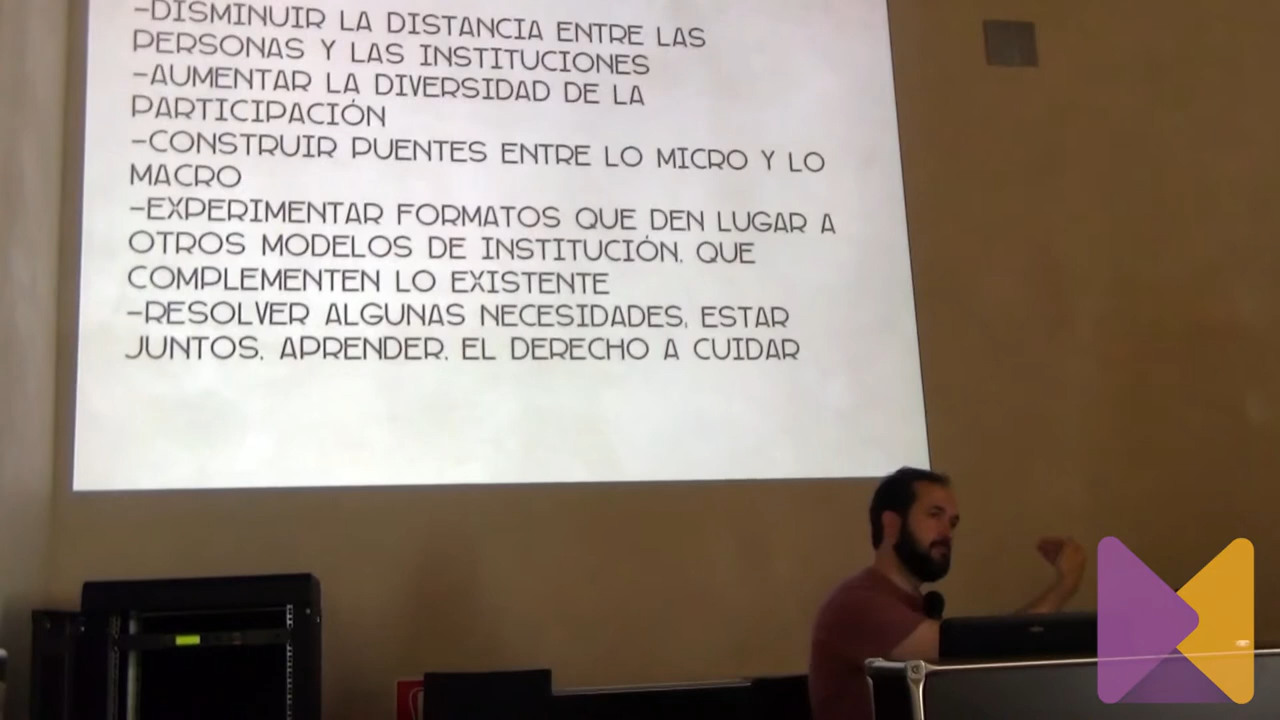 -DISMINUIR LA DISTANCIA ENTRE LAS
PERSONAS Y LAS INSTITUCIONES
-AUMENTAR LA DIVERSIDAD DE LA
PARTICIPACIÓN
-CONSTRUIR PUENTES ENTRE LO MICRO Y LO
MACRO
-EXPERIMENTAR FORMATOS QUE DEN LUGAR A
OTROS MODELOS DE INSTITUCIÓN, QUE
COMPLEMENTEN LO EXISTENTE
-RESOLVER ALGUNAS NECESIDADES, ESTAR
JUNTOS, APRENDER, EL DERECHO A CUIDAR